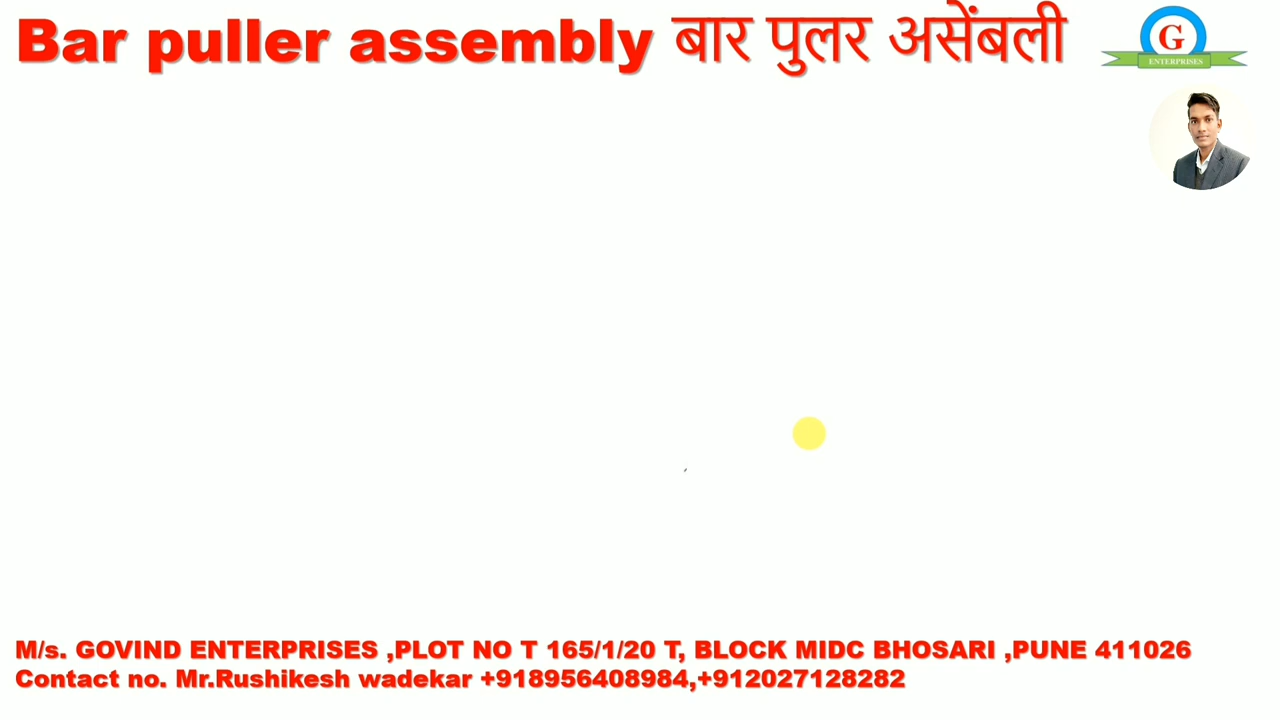 Bar puller assembly बार पुलर असेंबली
G
ENTERPRISES
M/s. GOVIND ENTERPRISES ,PLOT NO T 165/1/20 T, BLOCK MIDC BHOSARI ,PUNE 411026
Contact no. Mr.Rushikesh wadekar +918956408984,+912027128282